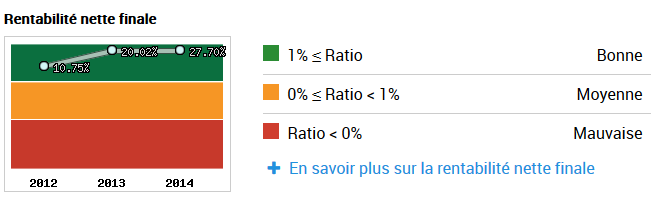 Rentabilité nette finale
10.75%
20.02%
27.70%
2012 2013 2014
1% ≤ Ratio Bonne
0% ≤ Ratio < 1% Moyenne
Ratio < 0% Mauvaise
+ En savoir plus sur la rentabilité nette finale